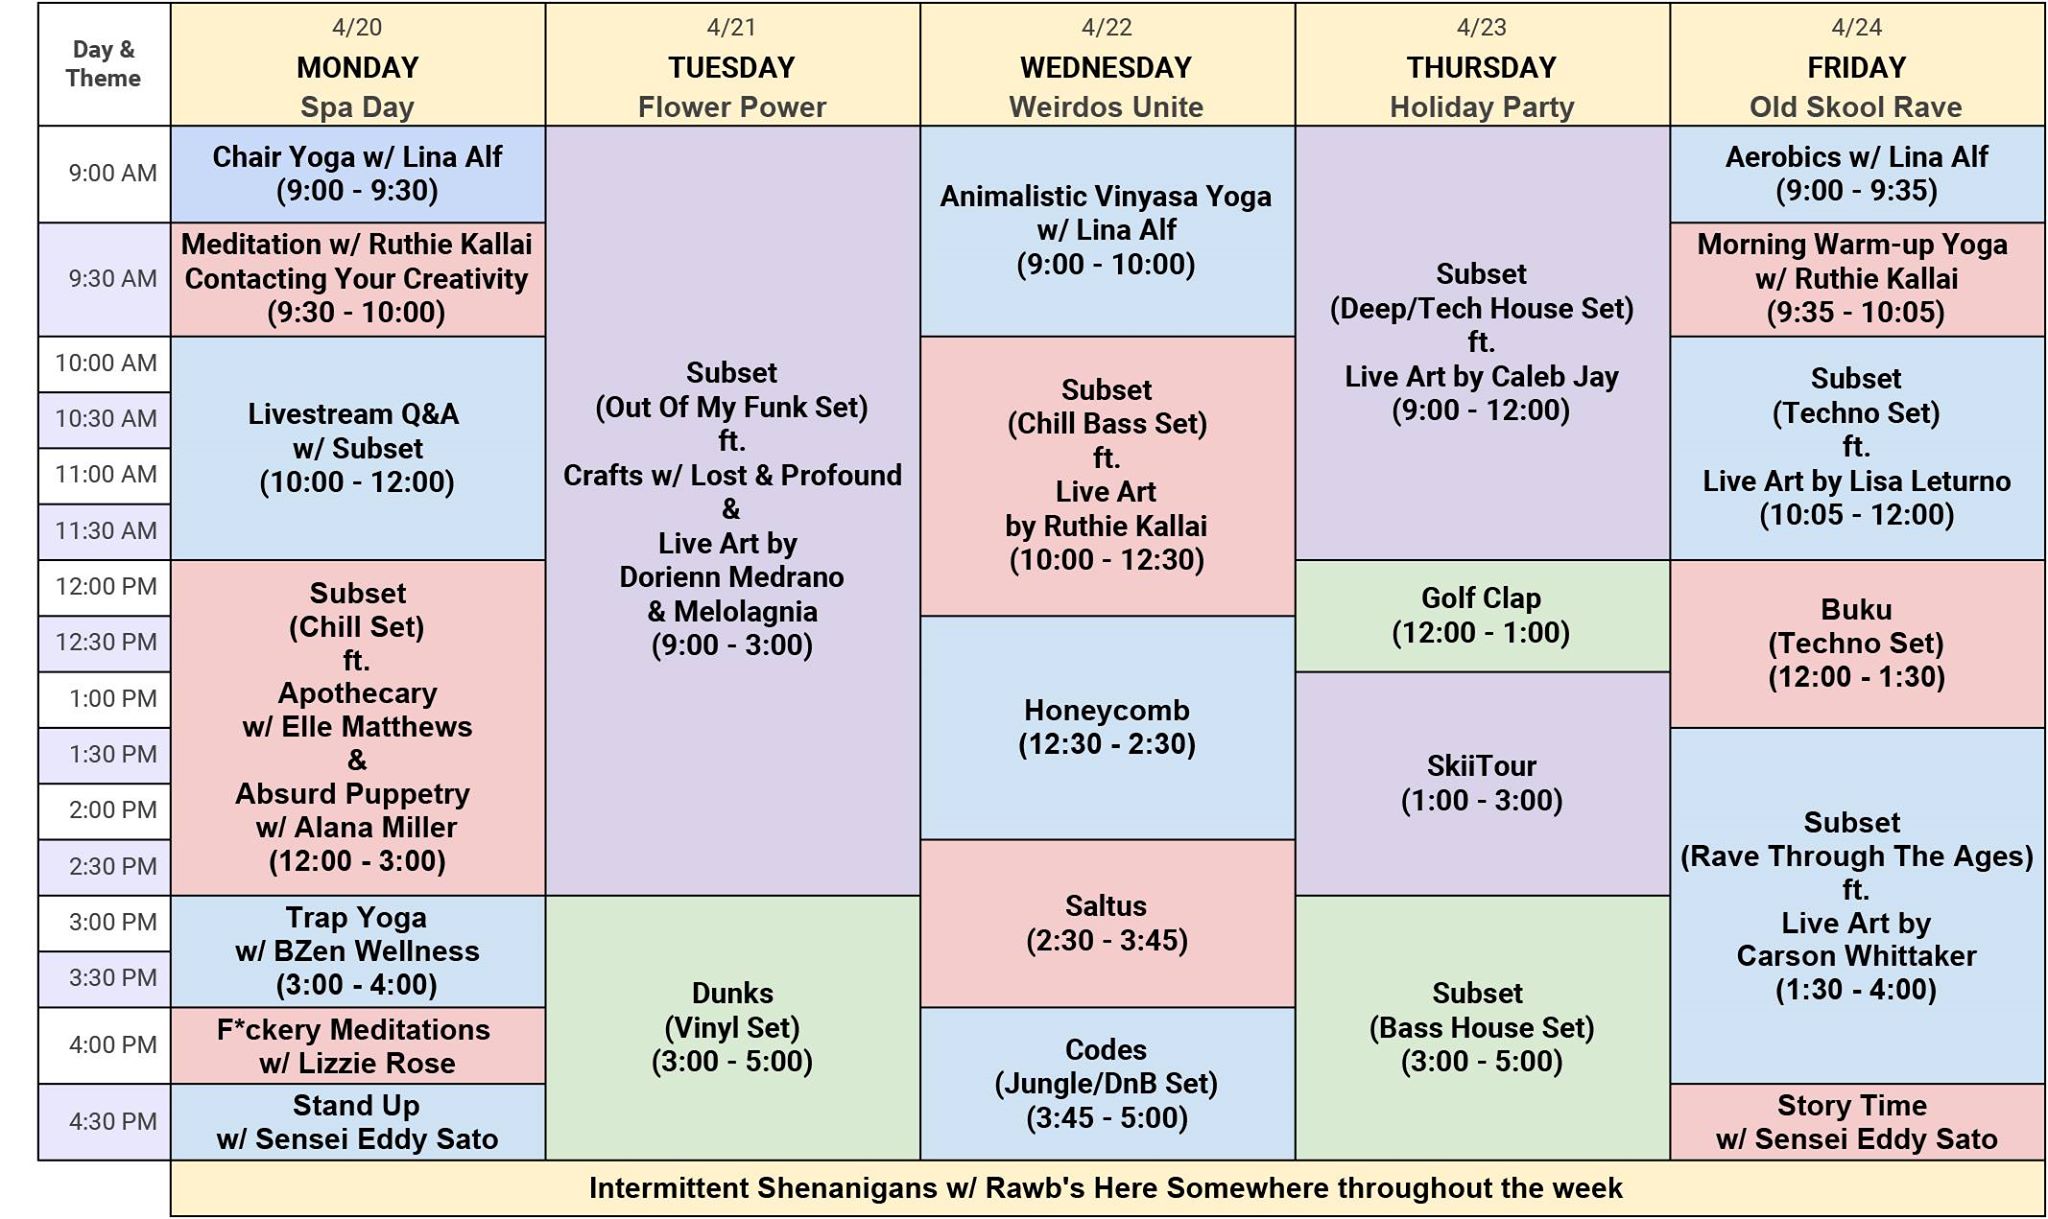 Day &
Theme
4/20
MONDAY
Spa Day
4/21
TUESDAY
Flower Power
4/22
WEDNESDAY
Weirdos Unite
4/23
THURSDAY
Holiday Party
4/24
FRIDAY
Old Skool Rave
9:00 AM
9:30 AM
10:00 AM
10:30 AM
11:00 AM
11:30 AM
12:00 PM
12:30 PM
1:00 PM
1:30 PM
2:00 PM
2:30 PM
3:00 PM
3:30 PM
4:00 PM
4:30 PM
Chair Yoga w/ Lina Alf
(9:00 - 9:30)
Meditation w/ Ruthie Kallai
Contacting Your Creativity
(9:30 - 10:00)
Livestream Q&A
w/ Subset
(10:00 - 12:00)
Subset
(Chill Set)
ft.
Apothecary
w/ Elle Matthews
&
Absurd Puppetry
w/ Alana Miller
(12:00 - 3:00)
Trap Yoga
w/ BZen Wellness
(3:00 - 4:00)
F*ckery Meditations
w/ Lizzie Rose
Stand Up
w/ Sensei Eddy Sato
Subset
(Out Of My Funk Set)
ft.
Crafts w/ Lost & Profound
&
Live Art by
Dorienn Medrano
& Melolagnia
(9:00 - 3:00)
Dunks
(Vinyl Set)
(3:00 - 5:00)
Animalistic Vinyasa Yoga
w/ Lina Alf
(9:00 - 10:00)
Subset
(Chill Bass Set)
ft.
Live Art
by Ruthie Kallai
(10:00 - 12:30)
Honeycomb
(12:30 - 2:30)
Saltus
(2:30 - 3:45)
Codes
(Jungle/DnB Set)
(3:45 - 5:00)
Subset
(Deep/Tech House Set)
ft.
Live Art by Caleb Jay
(9:00 - 12:00)
Golf Clap
(12:00 - 1:00)
SkiiTour
(1:00 - 3:00)
Subset
(Bass House Set)
(3:00 - 5:00)
Aerobics w/ Lina Alf
(9:00 - 9:35)
Morning Warm-up Yoga
w/ Ruthie Kallai
(9:35 - 10:05)
Subset
(Techno Set)
ft.
Live Art by Lisa Leturno
(10:05 - 12:00)
Buku
(Techno Set)
(12:00 - 1:30)
Subset
(Rave Through The Ages)
ft.
Live Art by
Carson Whittaker
(1:30 - 4:00)
Story Time
w/ Sensei Eddy Sato
Intermittent Shenanigans w/ Rawb's Here Somewhere throughout the week